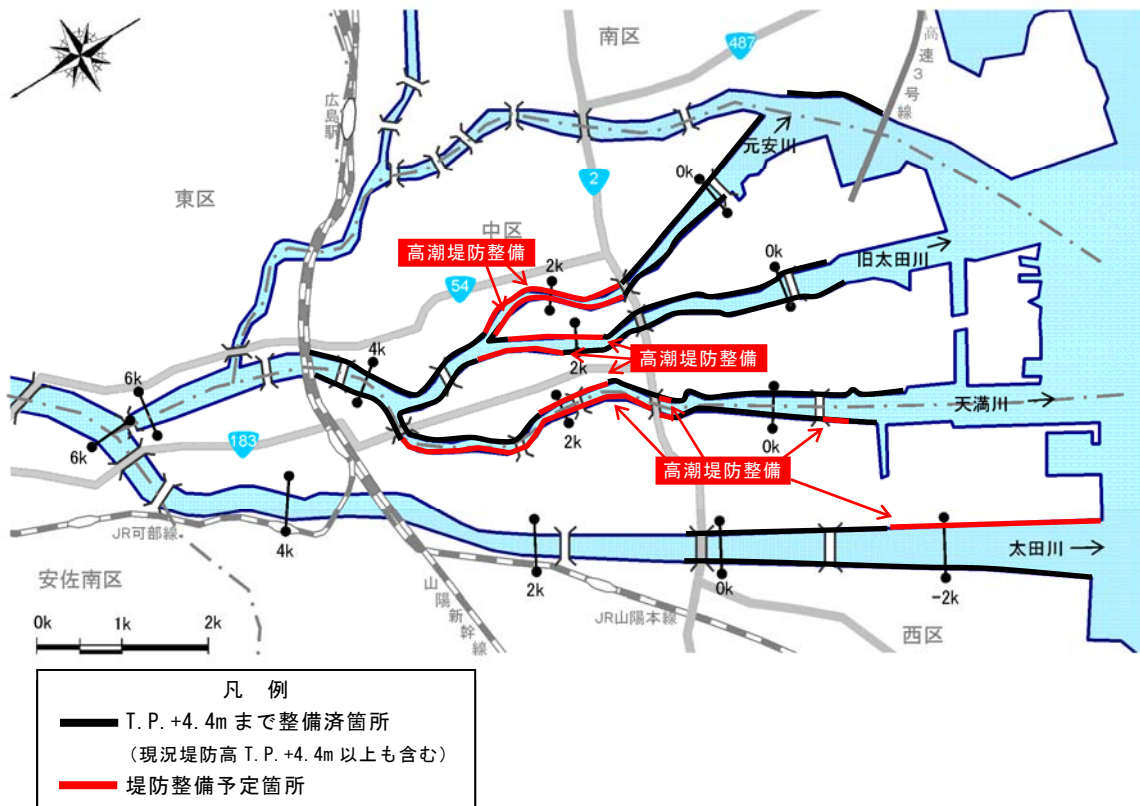 南区
487
高速3号線
広島駅
元安川
0k
2
東区
中区
高潮堤防整備
2k
0k
旧太田川
54
4k
高潮堤防整備
2k
6k
天満川
183
2k
0k
6k
高潮堤防整備
JR可部線
4k
太田川
2k
0k
-2k
安佐南区
山陽新幹線
JR山陽本線
西区
0k 1k 2k
凡 例
T.P.+4.4mまで整備済箇所
(現況堤防高 T.P.+4.4m以上も含む)
堤防整備予定箇所